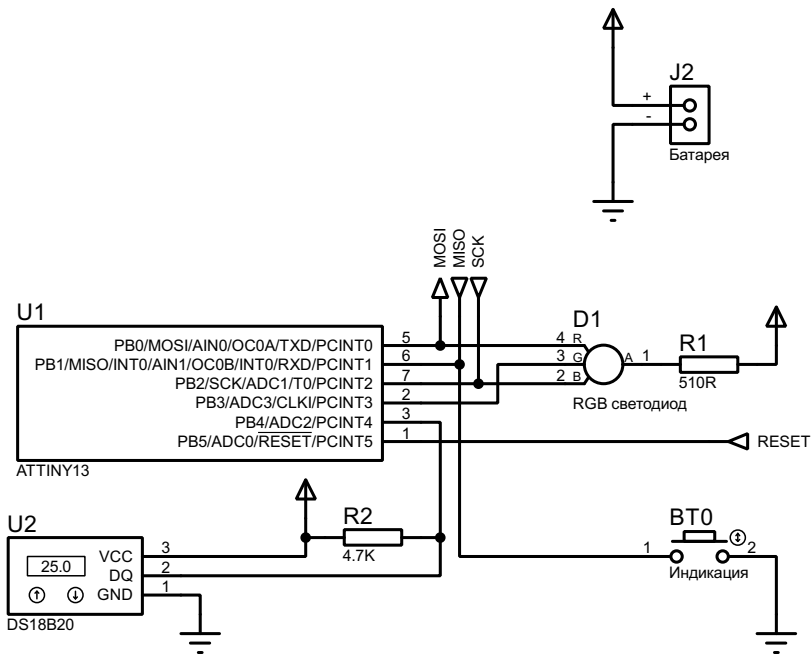 J2
+
-
Батарея
MOSI
MISO
SCK
U1
PB0/MOSI/AIN0/OC0A/TXD/PCINT0 5
PB1/MISO/INT0/AIN1/OC0B/INT0/RXD/PCINT1 6
PB2/SCK/ADC1/T0/PCINT2 7
PB3/ADC3/CLKI/PCINT3 2
PB4/ADC2/PCINT4 3
PB5/ADC0/RESET/PCINT5 1
ATTINY13
D1
4 R
3 G
2 B
A 1
RGB светодиод
R1
510R
RESET
U2
25.0
VCC 3
DQ 2
GND 1
DS18B20
R2
4.7K
BT0
1 2
Индикация